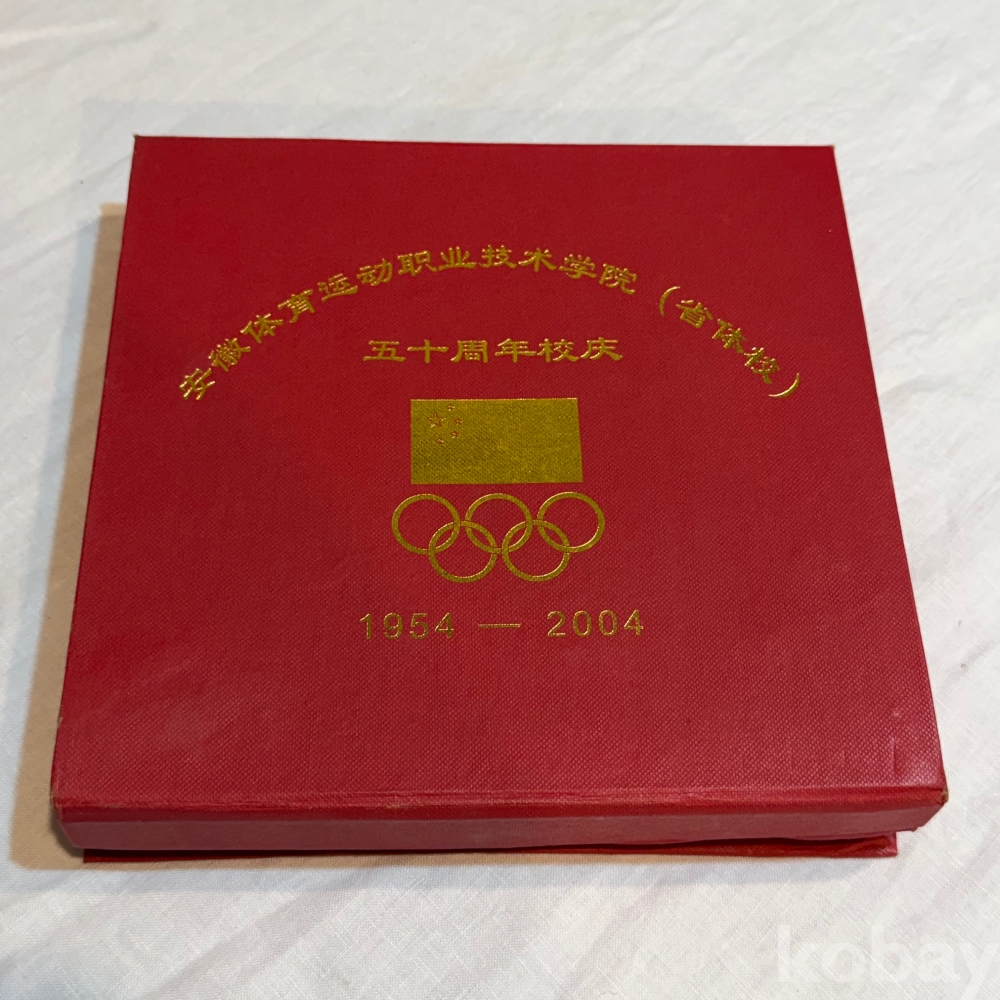 安徽体育运动职业技术学院（省体校）
五十周年校庆
1954 — 2004
kobay